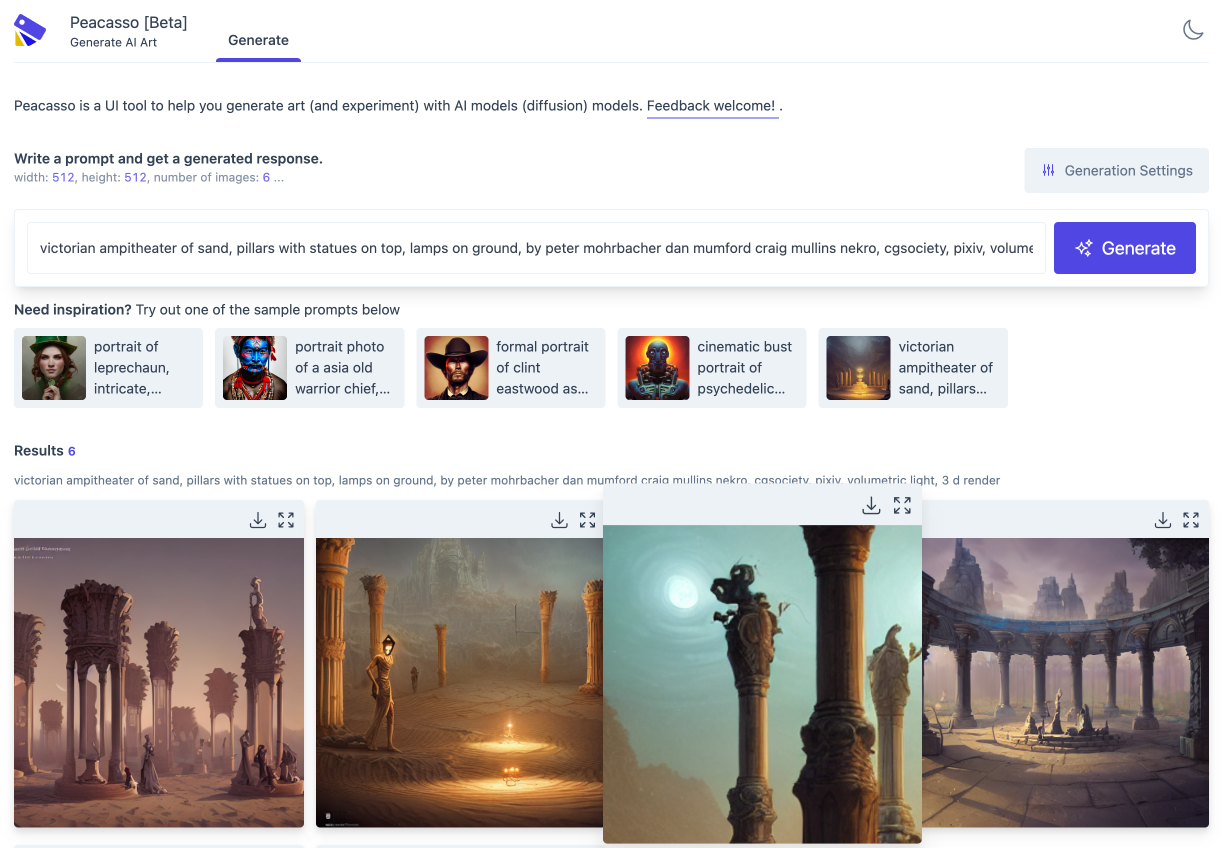 Peacasso [Beta]
Generate AI Art
Generate
Peacasso is a UI tool to help you generate art (and experiment) with AI models (diffusion) models. Feedback welcome! .
Write a prompt and get a generated response.
width: 512, height: 512, number of images: 6 ...
Generation Settings
victorian ampitheater of sand, pillars with statues on top, lamps on ground, by peter mohrbacher dan mumford craig mullins nekro, cgsociety, pixiv, volume
Generate
Need inspiration? Try out one of the sample prompts below
portrait of
leprechaun,
intricate,...
portrait photo
of a asia old
warrior chief,...
formal portrait
of clint
eastwood as...
cinematic bust
portrait of
psychedelic...
victorian
ampitheater of
sand, pillars...
Results 6
victorian ampitheater of sand, pillars with statues on top, lamps on ground, by peter mohrbacher dan mumford craig mullins nekro, cgsociety, pixiv, volumetric light, 3 d render